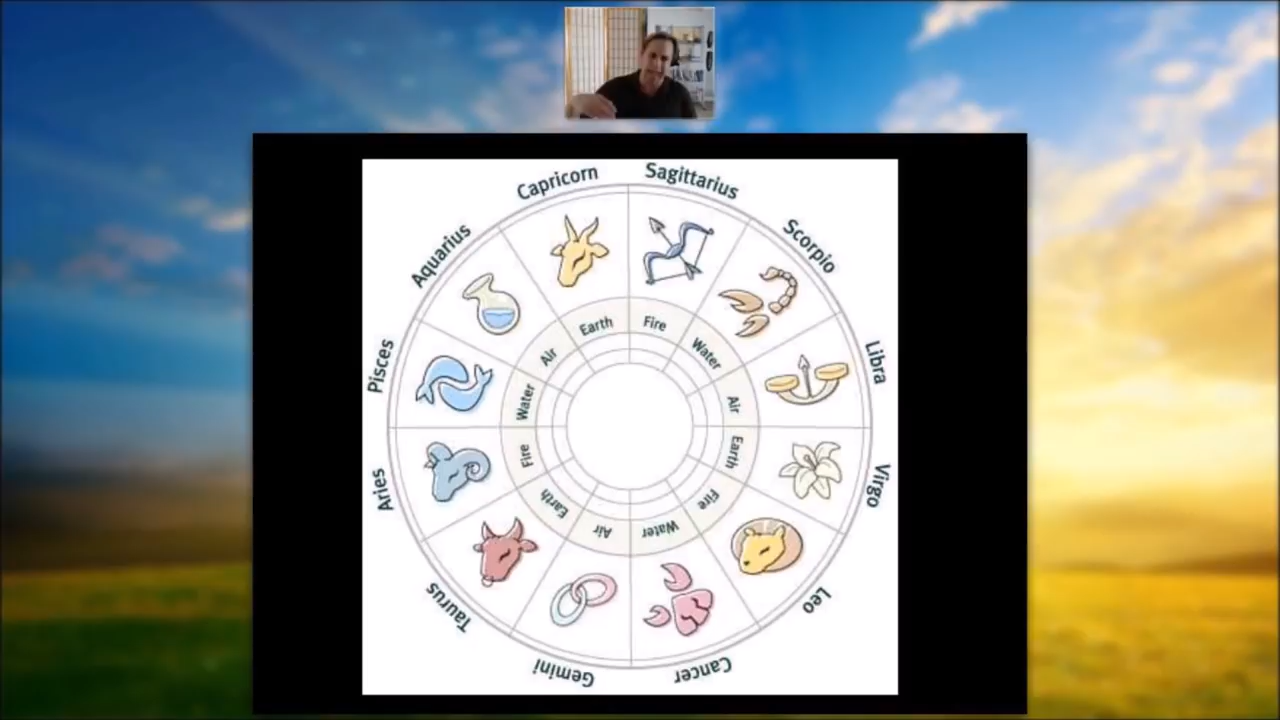 Capricorn
Sagittarius
Aquarius
Scorpio
Pisces
Libra
Aries
Virgo
Taurus
Leo
Gemini
Cancer
Earth
Fire
Air
Water
Water
Air
Fire
Earth
Earth
Fire
Air
Water